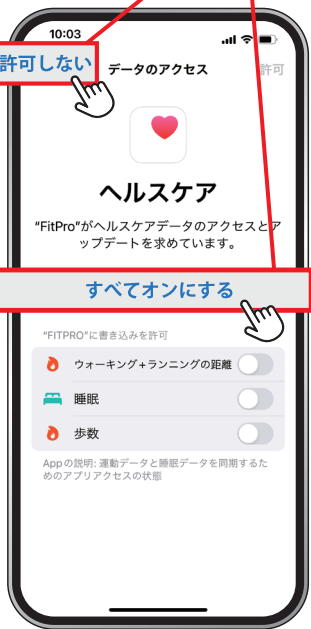 10:03
許可しない
データのアクセス
許可
ヘルスケア
“FitPro”がヘルスケアデータのアクセスとア
ップデートを求めています。
すべてオンにする
“FITPRO”に書き込みを許可
ウォーキング+ランニングの距離
睡眠
歩数
Appの説明: 運動データと睡眠データを同期するた
めのアプリアクセスの状態